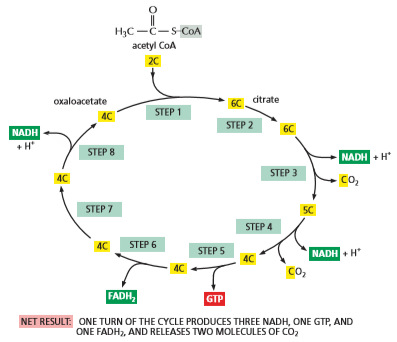 O
H₃C—C—S-CoA
acetyl CoA
2C
oxaloacetate
4C
STEP 1
6C
citrate
STEP 2
6C
NADH
+ H⁺
STEP 8
STEP 3
NADH + H⁺
CO₂
4C
5C
STEP 7
STEP 4
4C
STEP 6
STEP 5
4C
4C
NADH + H⁺
CO₂
FADH₂
GTP
NET RESULT: ONE TURN OF THE CYCLE PRODUCES THREE NADH, ONE GTP, AND
ONE FADH₂, AND RELEASES TWO MOLECULES OF CO₂